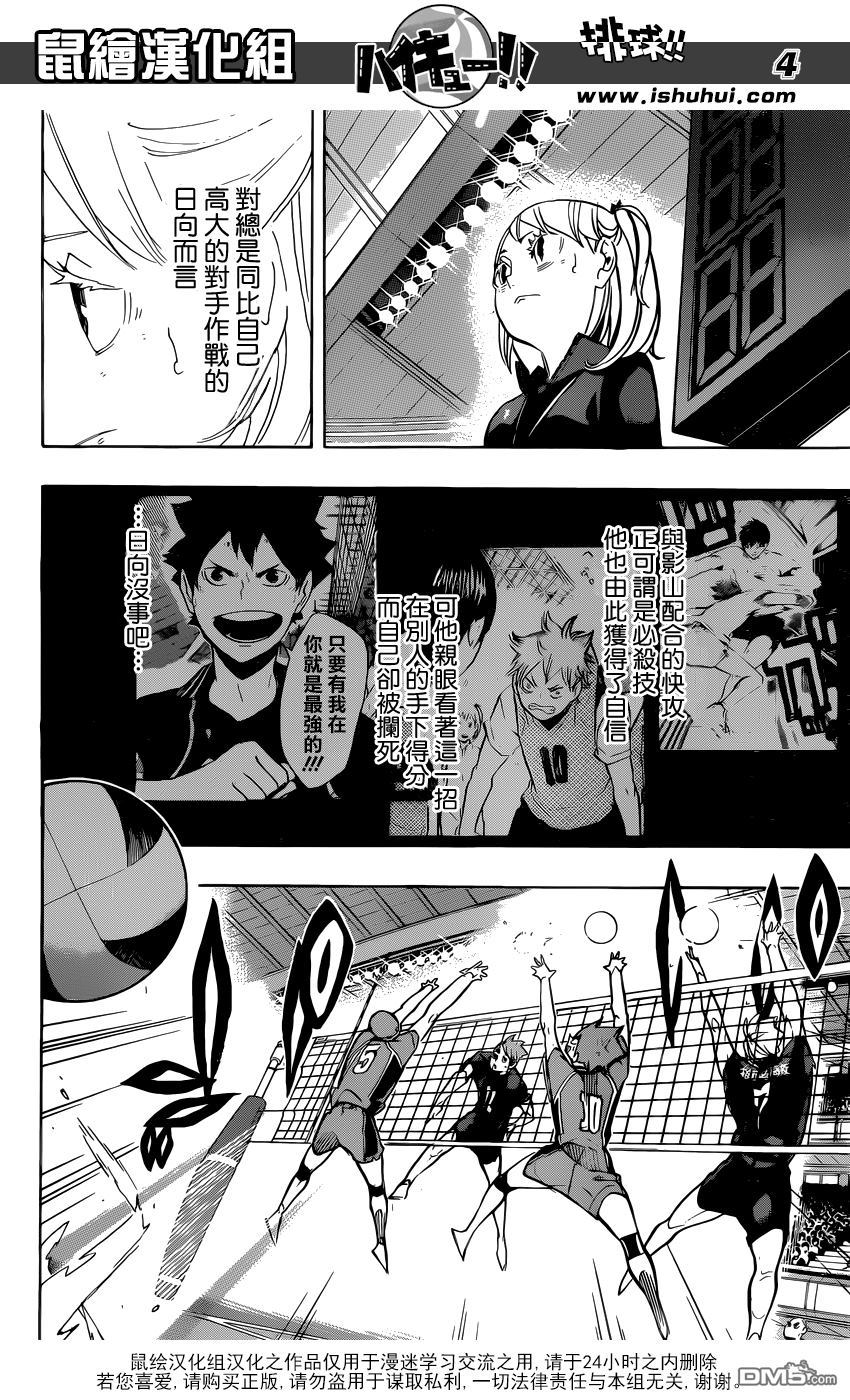 鼠繪漢化組
ハイキュー!!
排球!!
4
www.ishuhui.com
對總是同比自己
高大的對手作戰的
日向而言
與影山配合的快攻
正可謂是必殺技
他也由此獲得了自信
可他親眼看著這一招
在別人的手下得分
而自己卻被攔死
只要有我在
你就是最強的!!!
…日向沒事吧…
10
5
10
鼠绘汉化组汉化之作品仅用于漫迷学习交流之用, 请于24小时之内删除
若您喜爱, 请购买正版, 请勿盗用于谋取私利, 一切法律责任与本组无关, 谢谢。
DM5.com